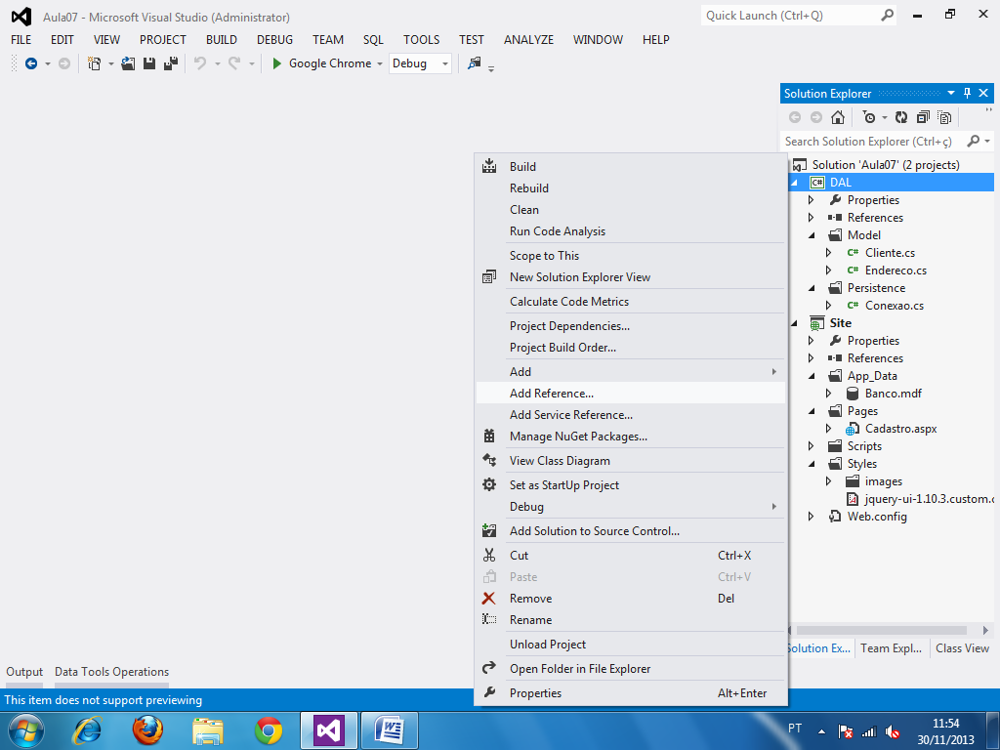 Aula07 - Microsoft Visual Studio (Administrator)
Quick Launch (Ctrl+Q)
FILE EDIT VIEW PROJECT BUILD DEBUG TEAM SQL TOOLS TEST ANALYZE WINDOW HELP
Google Chrome Debug
Solution Explorer
Search Solution Explorer (Ctrl+ç)
Solution 'Aula07' (2 projects)
C# DAL
Properties
References
Model
C# Cliente.cs
C# Endereco.cs
Persistence
C# Conexao.cs
Site
Properties
References
App_Data
Banco.mdf
Pages
Cadastro.aspx
Scripts
Styles
images
jquery-ui-1.10.3.custom.c
Web.config
Solution Ex... Team Expl... Class View
Build
Rebuild
Clean
Run Code Analysis
Scope to This
New Solution Explorer View
Calculate Code Metrics
Project Dependencies...
Project Build Order...
Add
Add Reference...
Add Service Reference...
Manage NuGet Packages...
View Class Diagram
Set as StartUp Project
Debug
Add Solution to Source Control...
Cut Ctrl+X
Paste Ctrl+V
Remove Del
Rename
Unload Project
Open Folder in File Explorer
Properties Alt+Enter
Output Data Tools Operations
This item does not support previewing
PT
11:54
30/11/2013